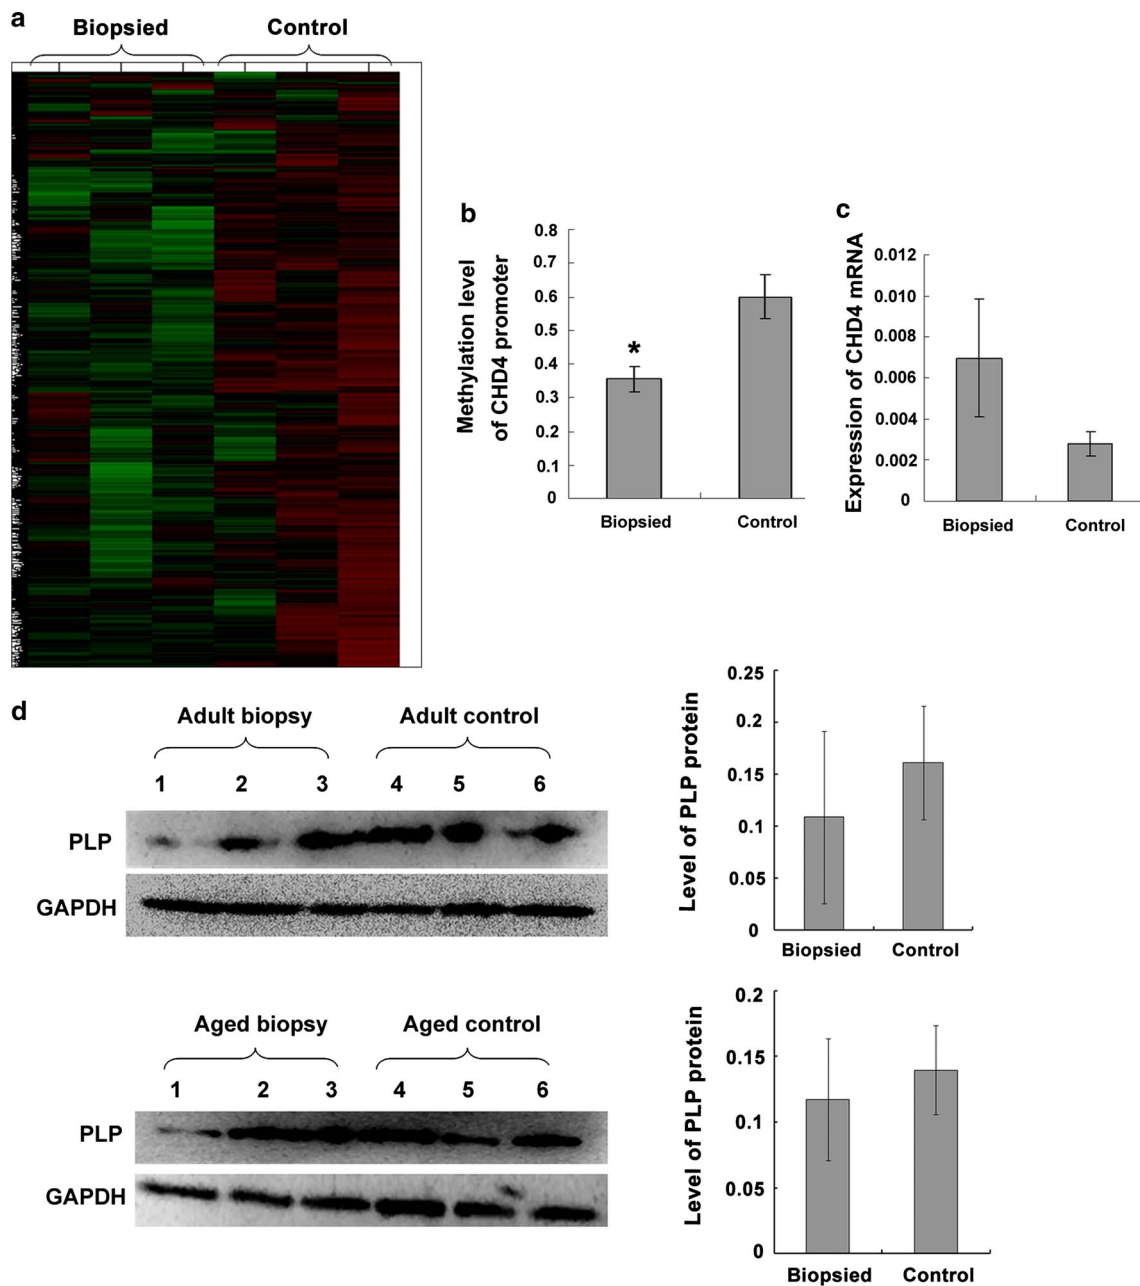 a
Biopsied Control
b
Methylation level
of CHD4 promoter
0.8
0.7
0.6
0.5
0.4
0.3
0.2
0.1
0
*
Biopsied Control
c
Expression of CHD4 mRNA
0.012
0.010
0.008
0.006
0.004
0.002
0
Biopsied Control
d
Adult biopsy Adult control
1 2 3 4 5 6
PLP
GAPDH
Level of PLP protein
0.25
0.2
0.15
0.1
0.05
0
Biopsied Control
Aged biopsy Aged control
1 2 3 4 5 6
PLP
GAPDH
Level of PLP protein
0.2
0.15
0.1
0.05
0
Biopsied Control